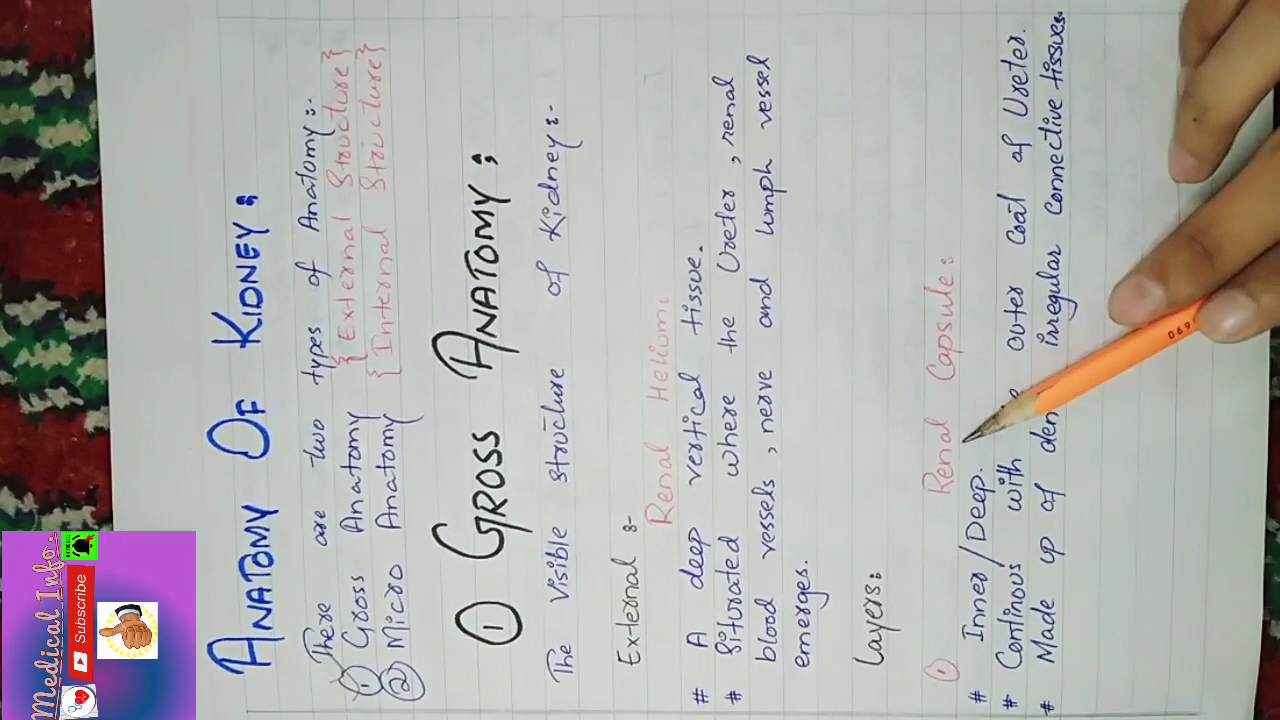 ANATOMY OF KIDNEY:
There are two types of Anatomy:-
① Gross Anatomy {External Structure}
② Micro Anatomy {Internal Structure}
① GROSS ANATOMY:
The visible structure of Kidney:-
External :-
Renal Helium:
# A deep vertical tissue.
# Siturated where the Ureter, renal
blood vessels, nerve and lumph vessel
emerges.
Layers:
① Renal Capsule:
# Inner/Deep.
# Continous with outer coat of Ureter.
# Made up of irregular connective tissues.
Medical Info.
Subscribe
069